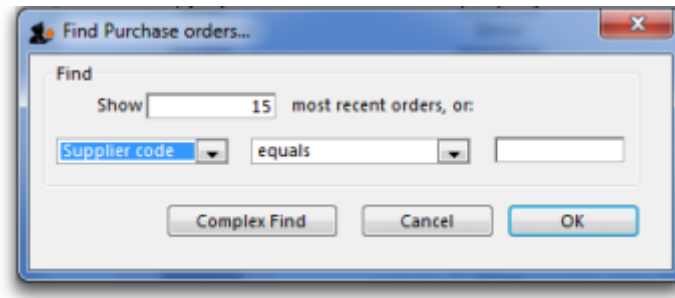 Find Purchase orders...
Find
Show 15 most recent orders, or:
Supplier code equals
Complex Find Cancel OK